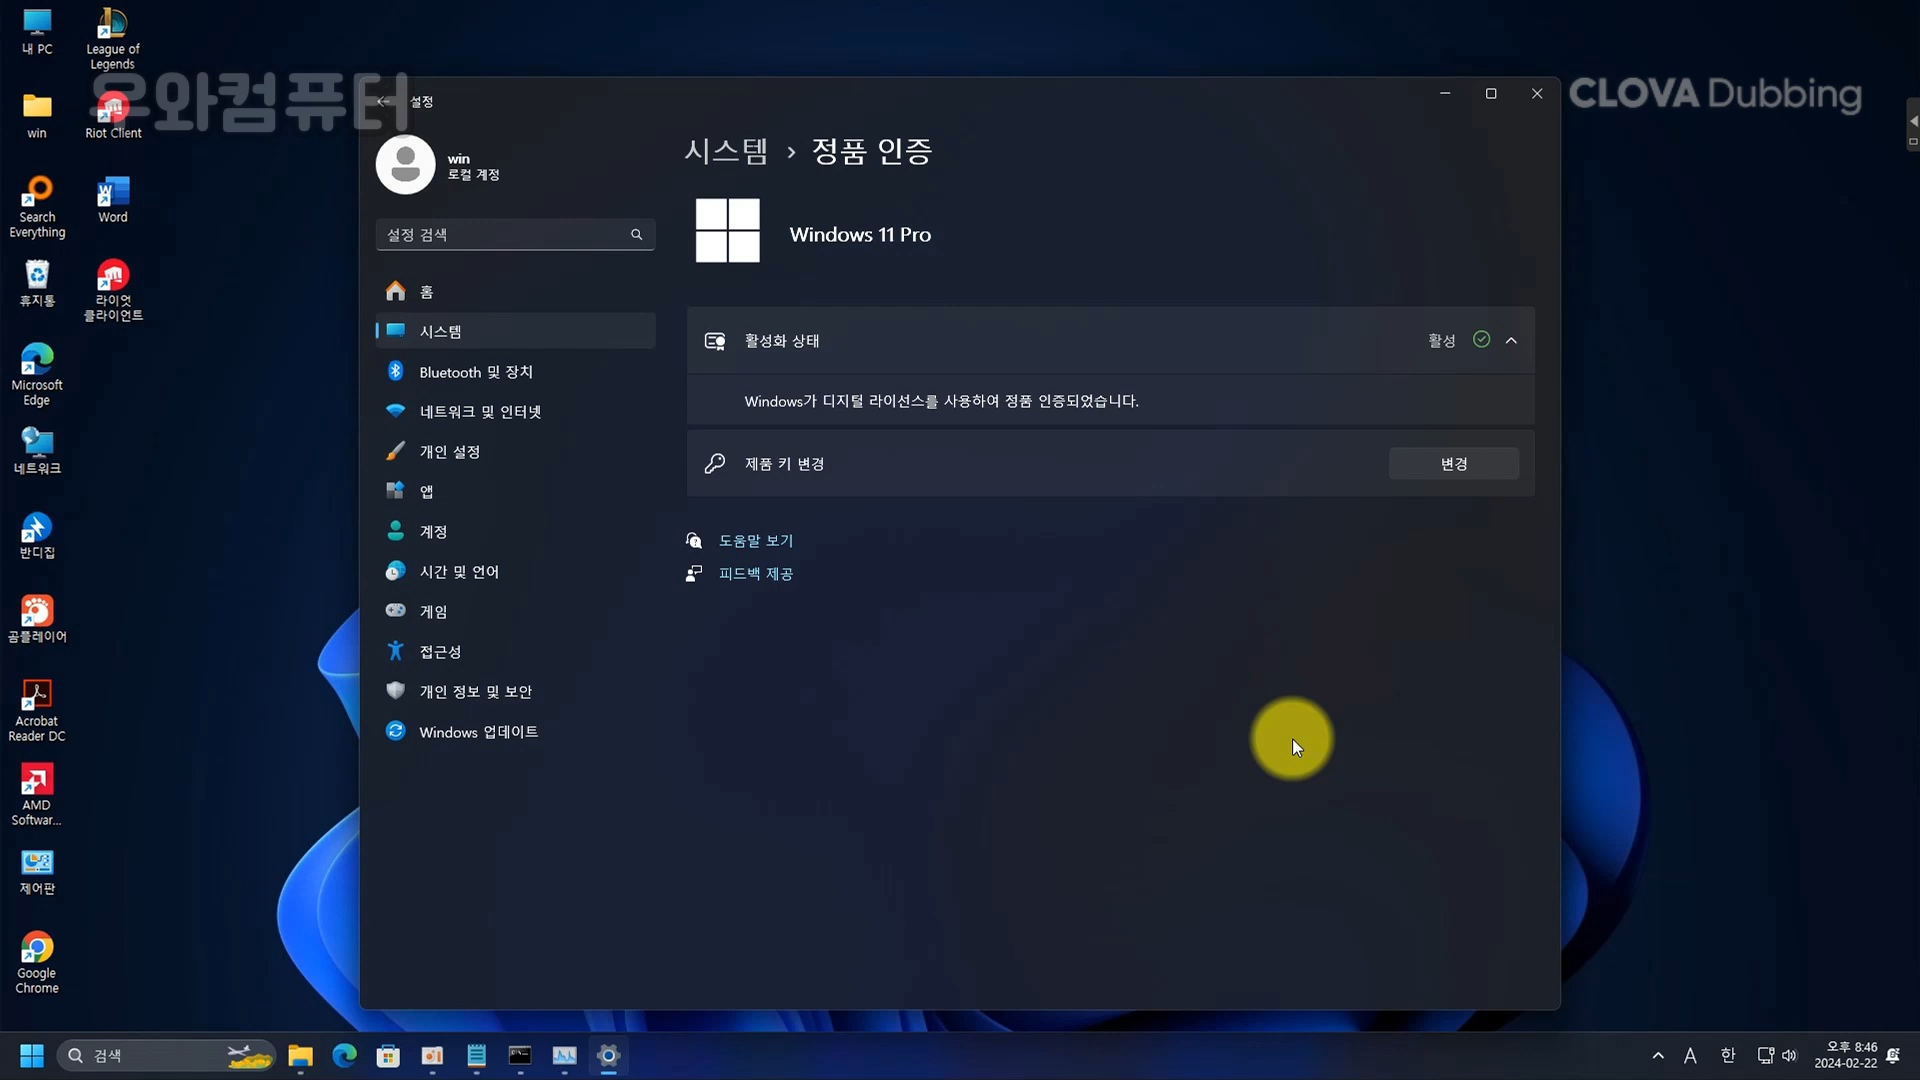 내 PC
League of
Legends
win
Riot Client
Search
Everything
Word
휴지통
라이엇
클라이언트
Microsoft
Edge
네트워크
반디집
곰플레이어
Acrobat
Reader DC
AMD
Softwar...
제어판
Google
Chrome
우와컴퓨터
CLOVA Dubbing
설정
win
로컬 계정
설정 검색
홈
시스템
Bluetooth 및 장치
네트워크 및 인터넷
개인 설정
앱
계정
시간 및 언어
게임
접근성
개인 정보 및 보안
Windows 업데이트
시스템 › 정품 인증
Windows 11 Pro
활성화 상태
활성
Windows가 디지털 라이선스를 사용하여 정품 인증되었습니다.
제품 키 변경
변경
도움말 보기
피드백 제공
검색
A
한
오후 8:46
2024-02-22